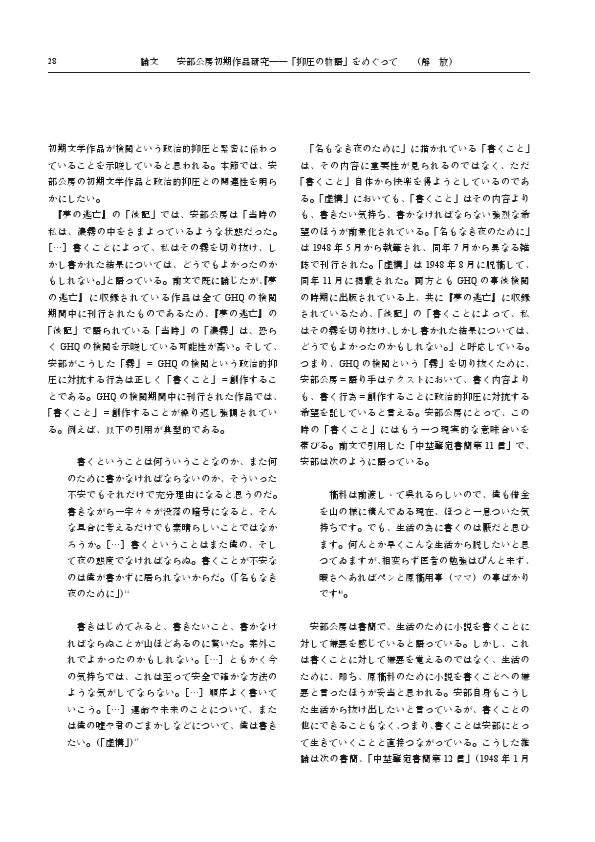 28
論文　安部公房初期作品研究――「抑圧の物語」をめぐって　(解　放)
初期文学作品が検閲という政治的抑圧と緊密に係わっ
ていることを示唆していると思われる。本節では、安
部公房の初期文学作品と政治的抑圧との関連性を明ら
かにしたい。
『夢の逃亡』の「後記」では、安部公房は「当時の
私は、濃霧の中をさまよっているような状態だった。
[…] 書くことによって、私はその霧を切り抜け、し
かし書かれた結果については、どうでもよかったのか
もしれない。」と語っている。前文で既に論じたが、『夢
の逃亡』に収録されている作品は全て GHQ の検閲
期間中に刊行されたものであるため、『夢の逃亡』の
「後記」で語られている「当時」の「濃霧」は、恐ら
く GHQ の検閲を示唆している可能性が高い。そして、
安部がこうした「霧」＝ GHQ の検閲という政治的抑
圧に対抗する行為は正しく「書くこと」＝創作するこ
とである。GHQ の検閲期間中に刊行された作品では、
「書くこと」＝創作することが繰り返し強調されてい
る。例えば、以下の引用が典型的である。
書くということは何ういうことなのか、また何
のために書かなければならないのか、そういった
不安でもそれだけで充分理由になると思うのだ。
書きながら一字々々が没落の暗号になると、そん
な具合に考えるだけでも素晴らしいことではなか
ろうか。[…] 書くということはまた僕の、そし
て夜の態度でなければならぬ。書くことが不安な
のは僕が書かずに居られないからだ。(「名もなき
夜のために」)
書きはじめてみると、書きたいこと、書かなけ
ればならぬことが山ほどあるのに驚いた。案外こ
れでよかったのかもしれない。[…] ともかく今
の気持ちでは、これは至って安全で確かな方法の
ような気がしてならない。[…] 順序よく書いて
いこう。[…] 運命や未来のことについて、また
は僕の嘘や君のごまかしなどについて、僕は書き
たい。(「虚構」)
「名もなき夜のために」に描かれている「書くこと」
は、その内容に重要性が見られるのではなく、ただ
「書くこと」自体から快楽を得ようとしているのであ
る。「虚構」においても、「書くこと」はその内容より
も、書きたい気持ち、書かなければならない強烈な希
望のほうが前景化されている。「名もなき夜のために」
は 1948 年 5 月から執筆され、同年 7 月から異なる雑
誌で刊行された。「虚構」は 1948 年 8 月に脱稿して、
同年 11 月に掲載された。両方とも GHQ の事後検閲
の時期に出版されている上、共に『夢の逃亡』に収録
されているため、「後記」の「書くことによって、私
はその霧を切り抜け、しかし書かれた結果については、
どうでもよかったのかもしれない。」と呼応している。
つまり、GHQ の検閲という「霧」を切り抜くために、
安部公房＝語り手はテクストにおいて、書く内容より
も、書く行為＝創作することに政治的抑圧に対抗する
希望を託していると言える。安部公房にとって、この
時の「書くこと」にはもう一つ現実的な意味合いを
帯びる。前文で引用した「中埜肇宛書簡第 11 信」で、
安部は次のように語っている。
稿料は前渡しゝて呉れるらしいので、僕も借金
を山の様に積んでゐる現在、ほつと一息ついた気
持ちです。でも、生活の為に書くのは厭だと思ひ
ます。何んとか早くこんな生活から脱したいと思
つてゐますが、相変らず医者の勉強はぴんと来ず、
暇さへあればペンと原稿用事（ママ）の事ばかり
です。
安部公房は書簡で、生活のために小説を書くことに
対して嫌悪を感じていると語っている。しかし、これ
は書くことに対して嫌悪を覚えるのではなく、生活の
ために、即ち、原稿料のために小説を書くことへの嫌
悪と言ったほうが妥当と思われる。安部自身もこうし
た生活から抜け出したいと言っているが、書くことの
他にできることもなく、つまり、書くことは安部にとっ
て生きていくことと直接つながっている。こうした推
論は次の書簡、「中埜肇宛書簡第 12 信」(1948 年 1 月